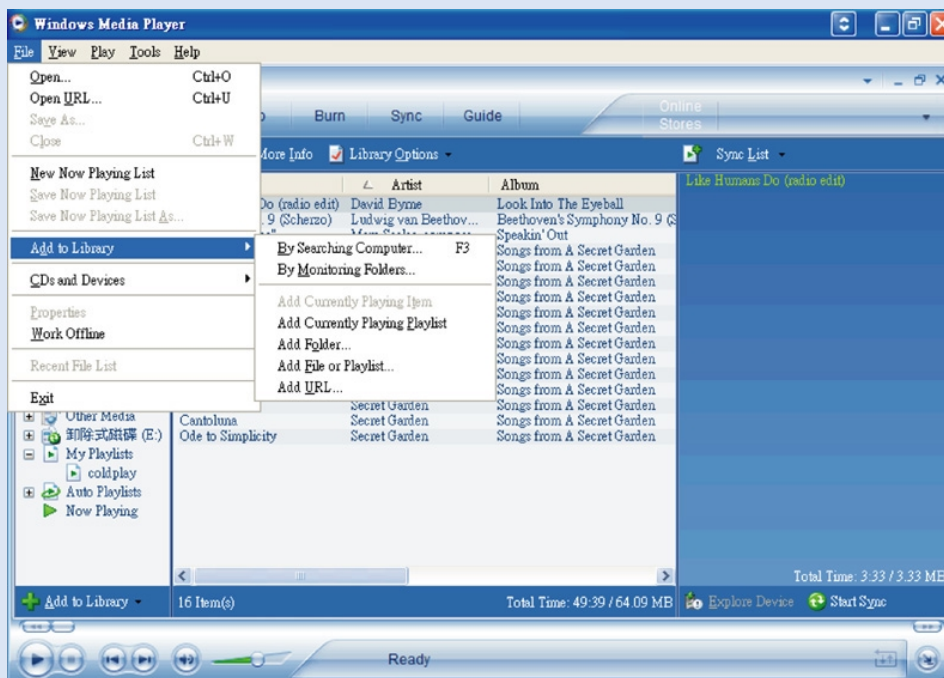 Windows Media Player
File View Play Tools Help
Open... Ctrl+O
Open URL... Ctrl+U
Save As...
Close Ctrl+W
New Now Playing List
Save Now Playing List
Save Now Playing List As...
Add to Library
CDs and Devices
Properties
Work Offline
Recent File List
Exit
By Searching Computer... F3
By Monitoring Folders...
Add Currently Playing Item
Add Currently Playing Playlist
Add Folder...
Add File or Playlist...
Add URL...
Burn Sync Guide
Online
Stores
More Info Library Options
Sync List
Artist Album
Do (radio edit) David Byrne Look Into The Eyeball
9 (Scherzo) Ludwig van Beethov... Beethoven's Symphony No. 9 (S
Speakin' Out
Songs from A Secret Garden
Songs from A Secret Garden
Songs from A Secret Garden
Songs from A Secret Garden
Songs from A Secret Garden
Songs from A Secret Garden
Songs from A Secret Garden
Songs from A Secret Garden
Songs from A Secret Garden
Songs from A Secret Garden
Secret Garden Songs from A Secret Garden
Cantoluna Secret Garden Songs from A Secret Garden
Ode to Simplicity Secret Garden Songs from A Secret Garden
Like Humans Do (radio edit)
Other Media
卸除式磁碟 (E:)
My Playlists
coldplay
Auto Playlists
Now Playing
Total Time: 3:33 / 3.33 MB
Add to Library 16 Item(s) Total Time: 49:39 / 64.09 MB Explore Device Start Sync
Ready